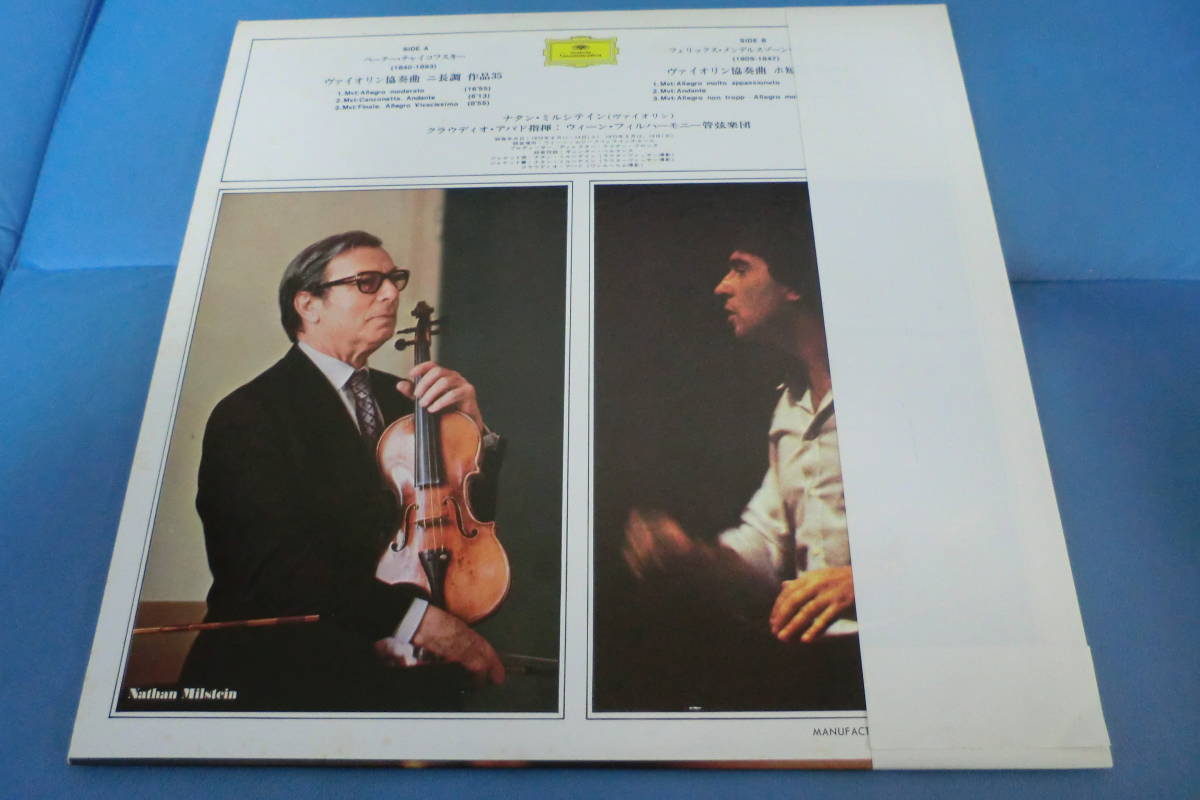 SIDE A
ペーター・チャイコフスキー
(1840-1893)
ヴァイオリン協奏曲 ニ長調 作品35
1. Mvt: Allegro moderato (16'55)
2. Mvt: Canzonetta. Andante (6'13)
3. Mvt: Finale. Allegro Vivacissimo (9'55)
Deutsche
Grammophon
SIDE B
フェリックス・メンデルスゾーン
(1809-1847)
ヴァイオリン協奏曲 ホ短
1. Mvt: Allegro molto appassionato
2. Mvt: Andante
3. Mvt: Allegro non tropp - Allegro mo
ナタン・ミルシテイン(ヴァイオリン)
クラウディオ・アバド指揮:ウィーン・フィルハーモニー管弦楽団
Nathan Milstein
MANUFACT